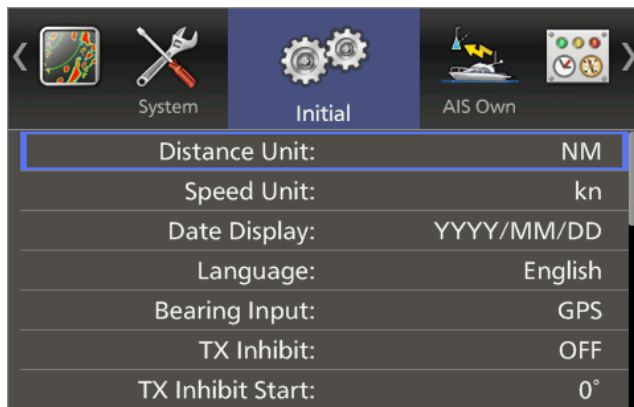 System
Initial
AIS Own
Distance Unit: NM
Speed Unit: kn
Date Display: YYYY/MM/DD
Language: English
Bearing Input: GPS
TX Inhibit: OFF
TX Inhibit Start: 0°